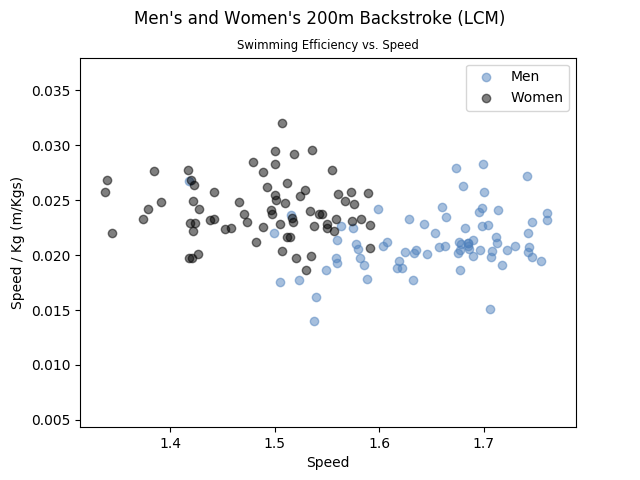 Men's and Women's 200m Backstroke (LCM)
Swimming Efficiency vs. Speed
Men
Women
Speed / Kg (m/Kgs)
0.035
0.030
0.025
0.020
0.015
0.010
0.005
1.4 1.5 1.6 1.7
Speed